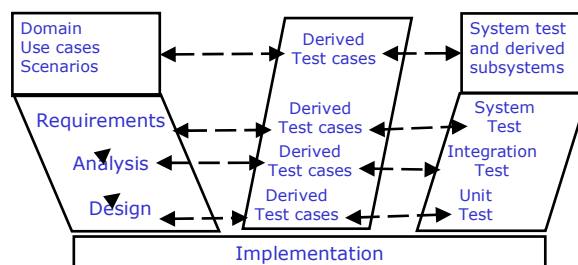 Domain
Use cases
Scenarios
Derived
Test cases
System test
and derived
subsystems
Requirements
Derived
Test cases
System
Test
Analysis
Derived
Test cases
Integration
Test
Design
Derived
Test cases
Unit
Test
Implementation